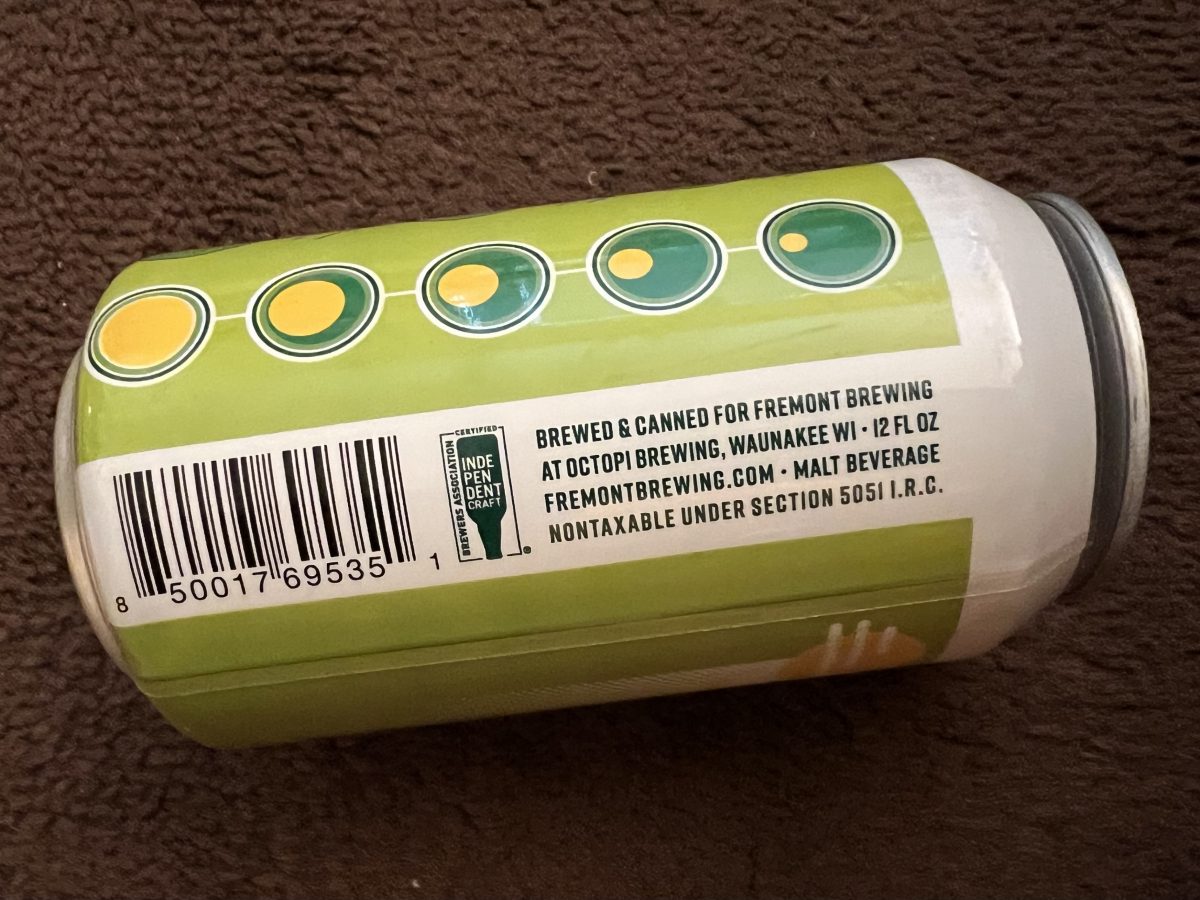 BREWED & CANNED FOR FREMONT BREWING
AT OCTOPI BREWING, WAUNAKEE WI • 12 FL OZ
FREMONTBREWING.COM • MALT BEVERAGE
NONTAXABLE UNDER SECTION 5051 I.R.C.
CERTIFIED
INDE
PEN
DENT
CRAFT
BREWERS ASSOCIATION
®
8 50017 69535 1